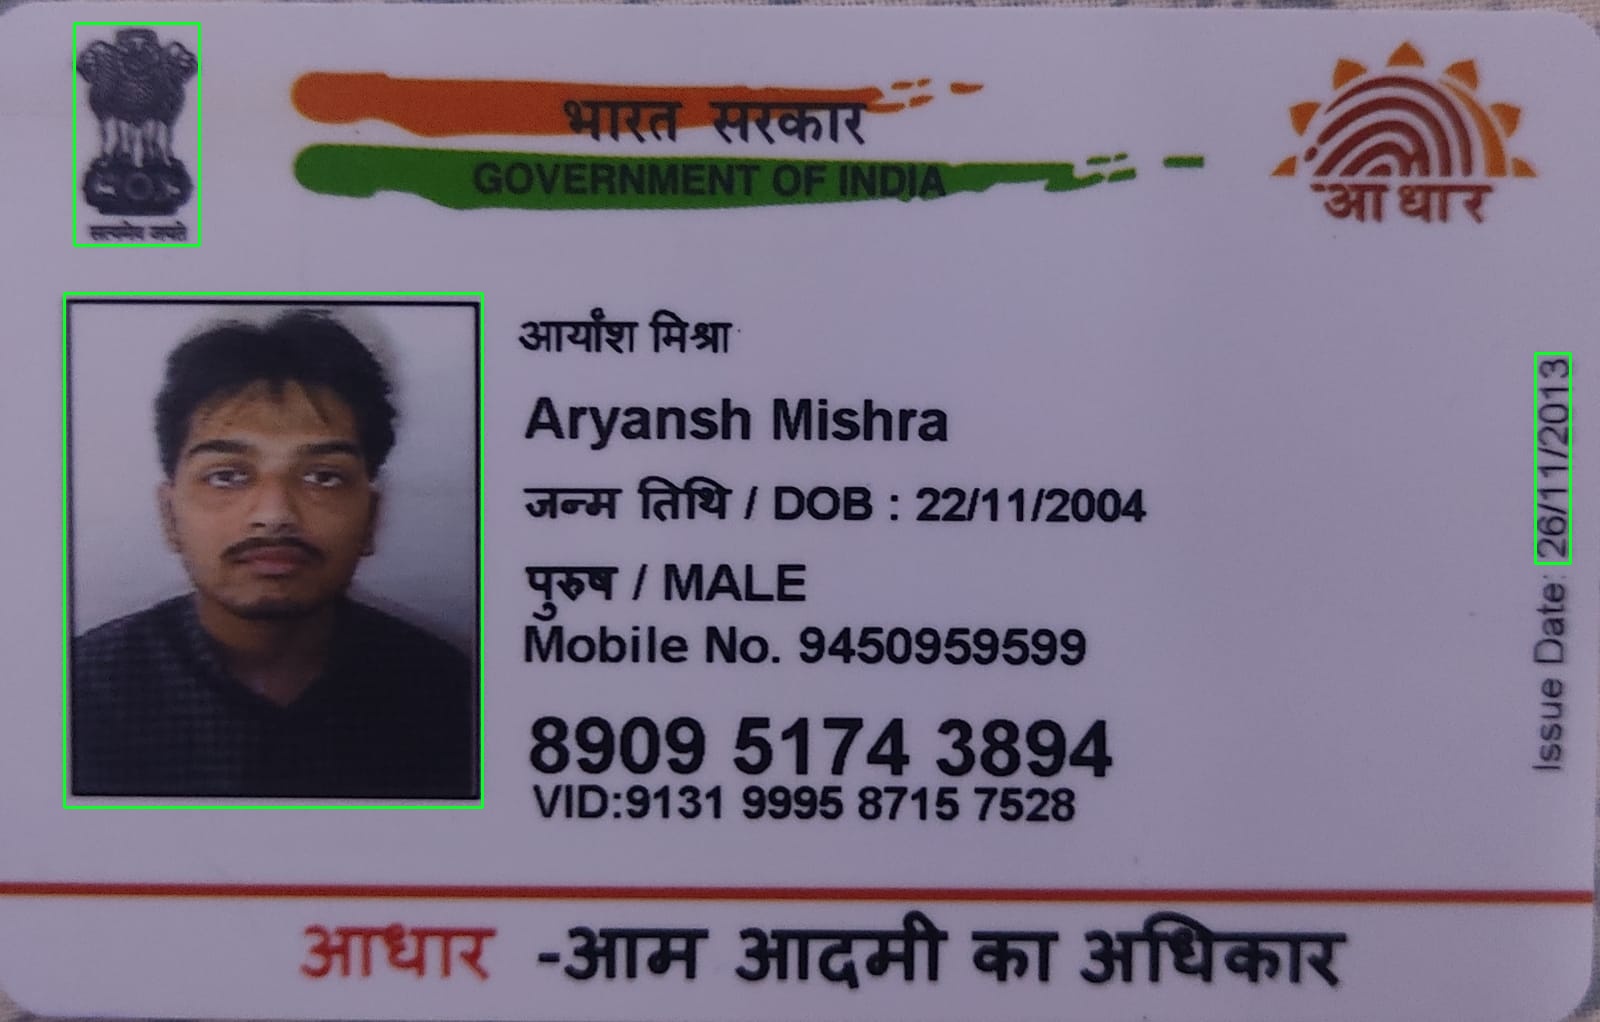 सत्यमेव जयते
भारत सरकार
GOVERNMENT OF INDIA
आधार
आर्यांश मिश्रा
Aryansh Mishra
जन्म तिथि / DOB : 22/11/2004
पुरुष / MALE
Mobile No. 9450959599
8909 5174 3894
VID:9131 9995 8715 7528
Issue Date: 26/11/2013
आधार -आम आदमी का अधिकार